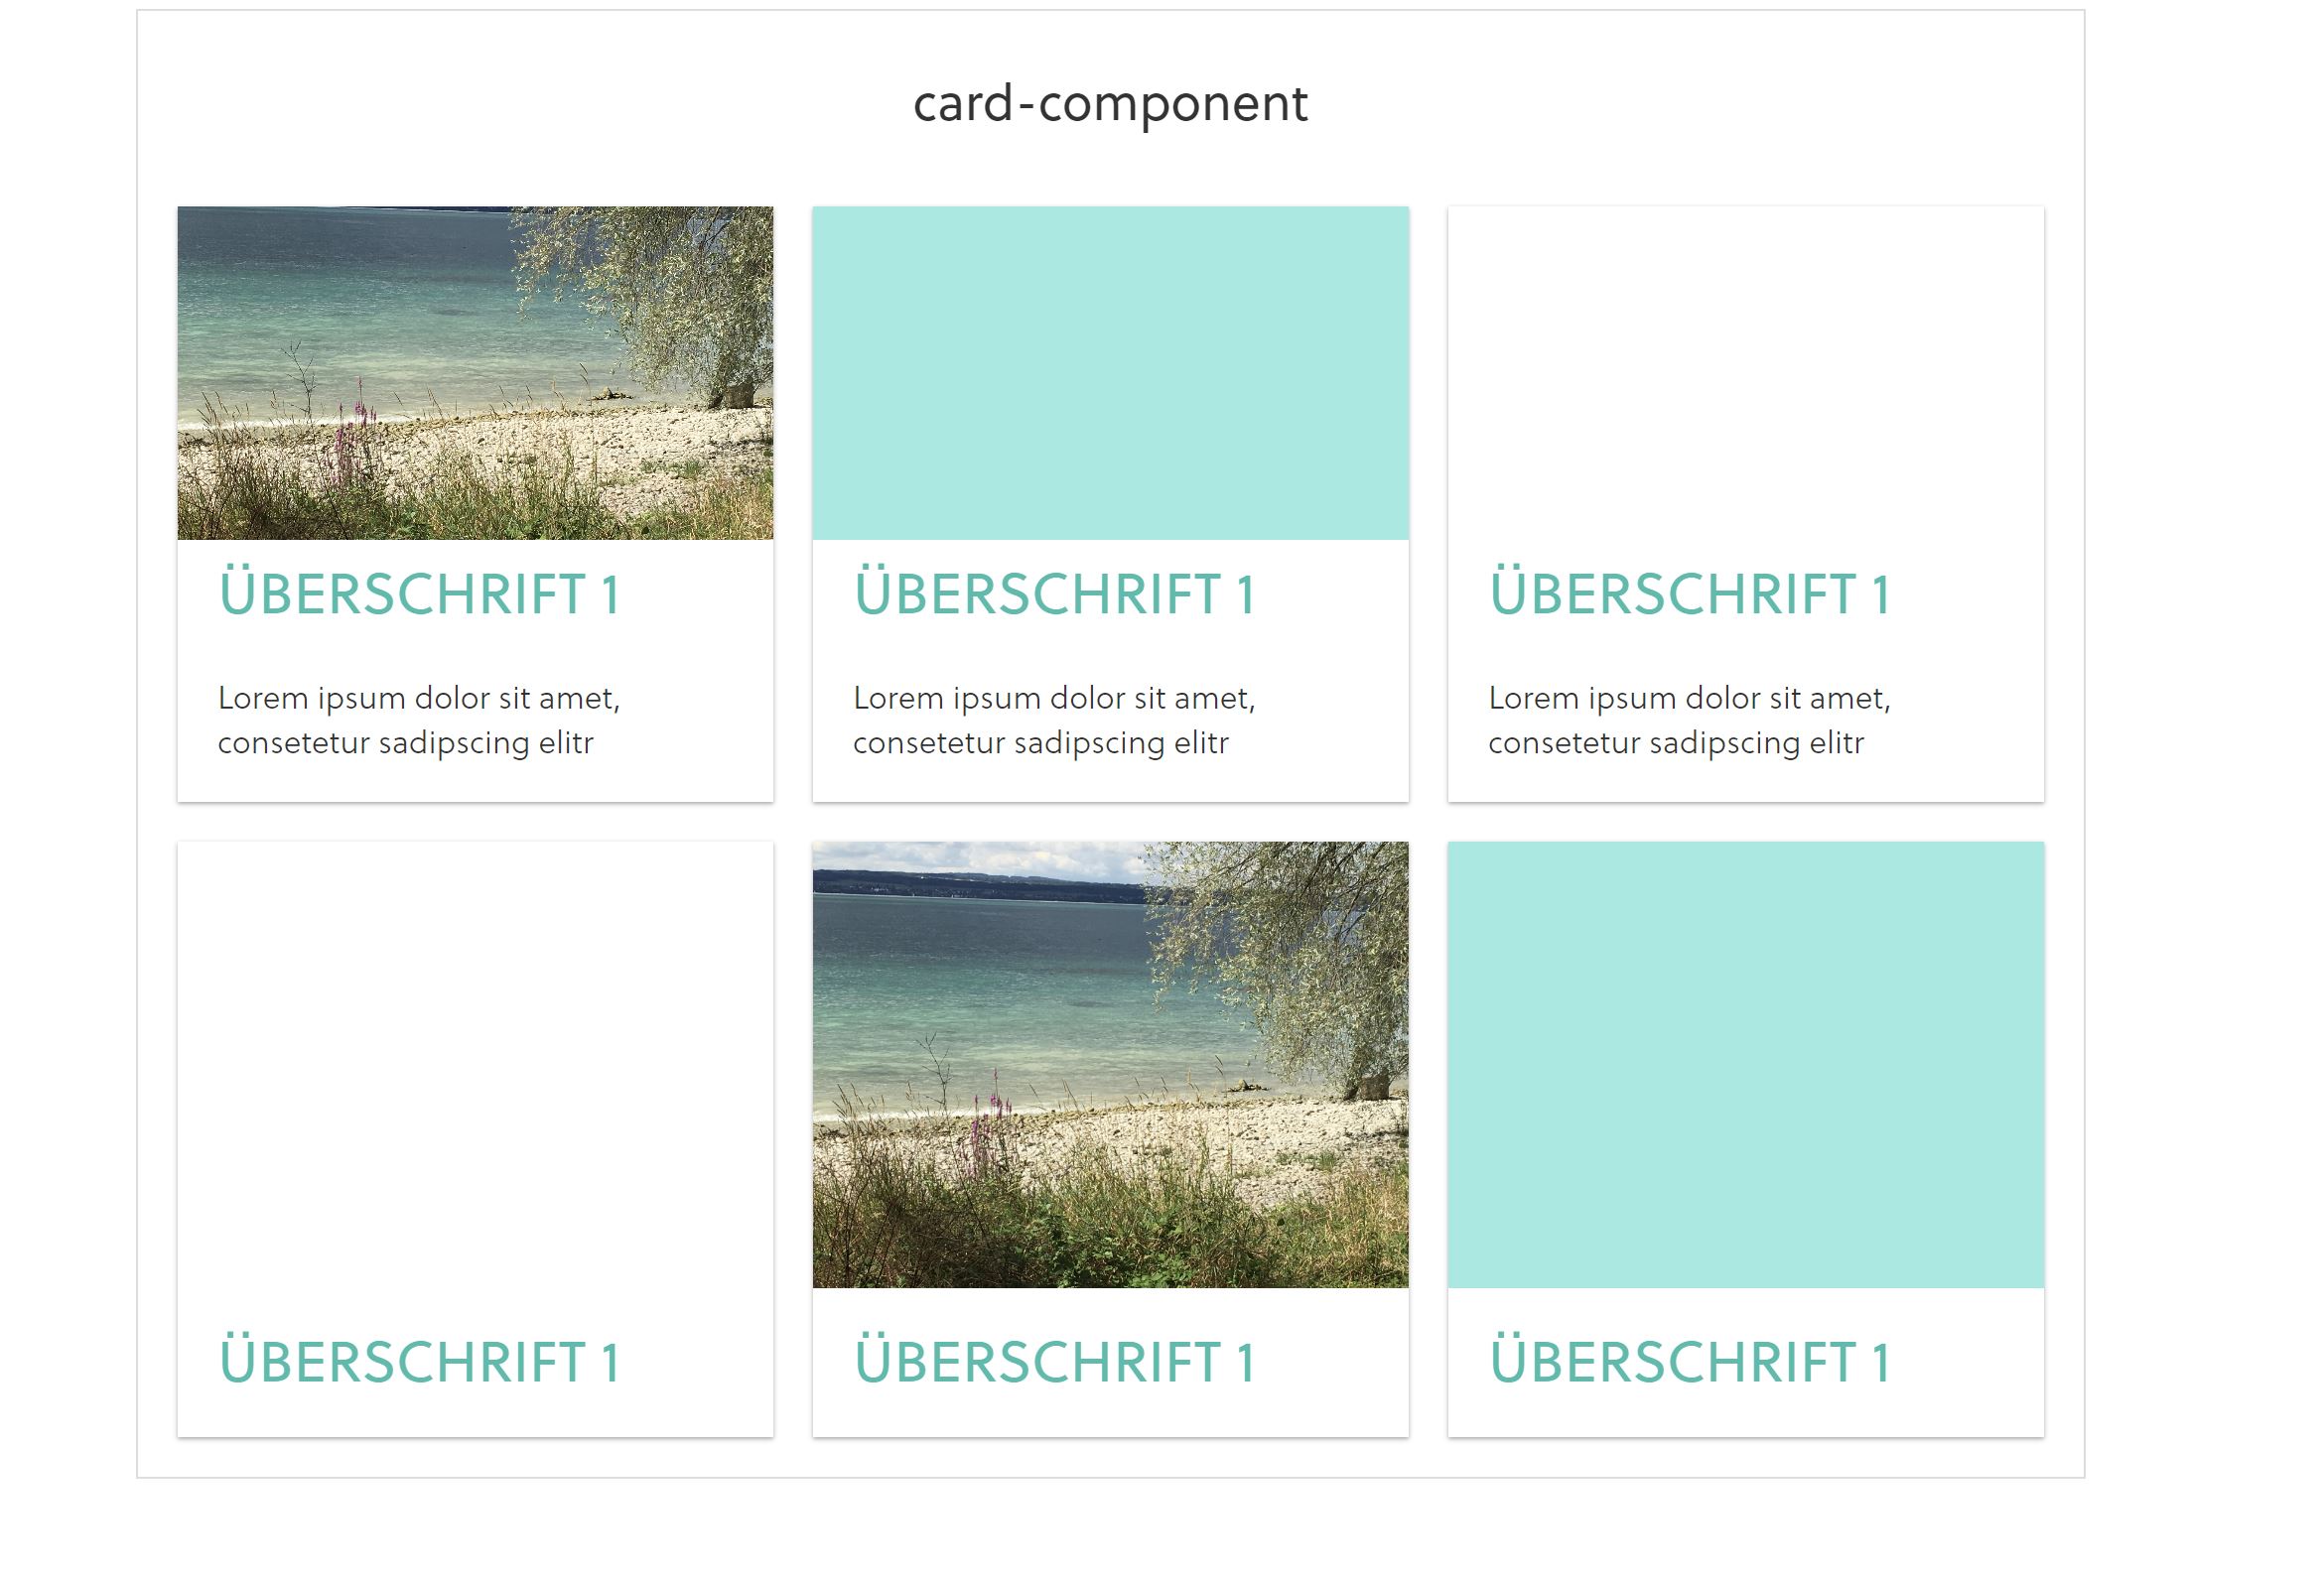 card-component
ÜBERSCHRIFT 1
Lorem ipsum dolor sit amet,
consetetur sadipscing elitr
ÜBERSCHRIFT 1
Lorem ipsum dolor sit amet,
consetetur sadipscing elitr
ÜBERSCHRIFT 1
Lorem ipsum dolor sit amet,
consetetur sadipscing elitr
ÜBERSCHRIFT 1
ÜBERSCHRIFT 1
ÜBERSCHRIFT 1